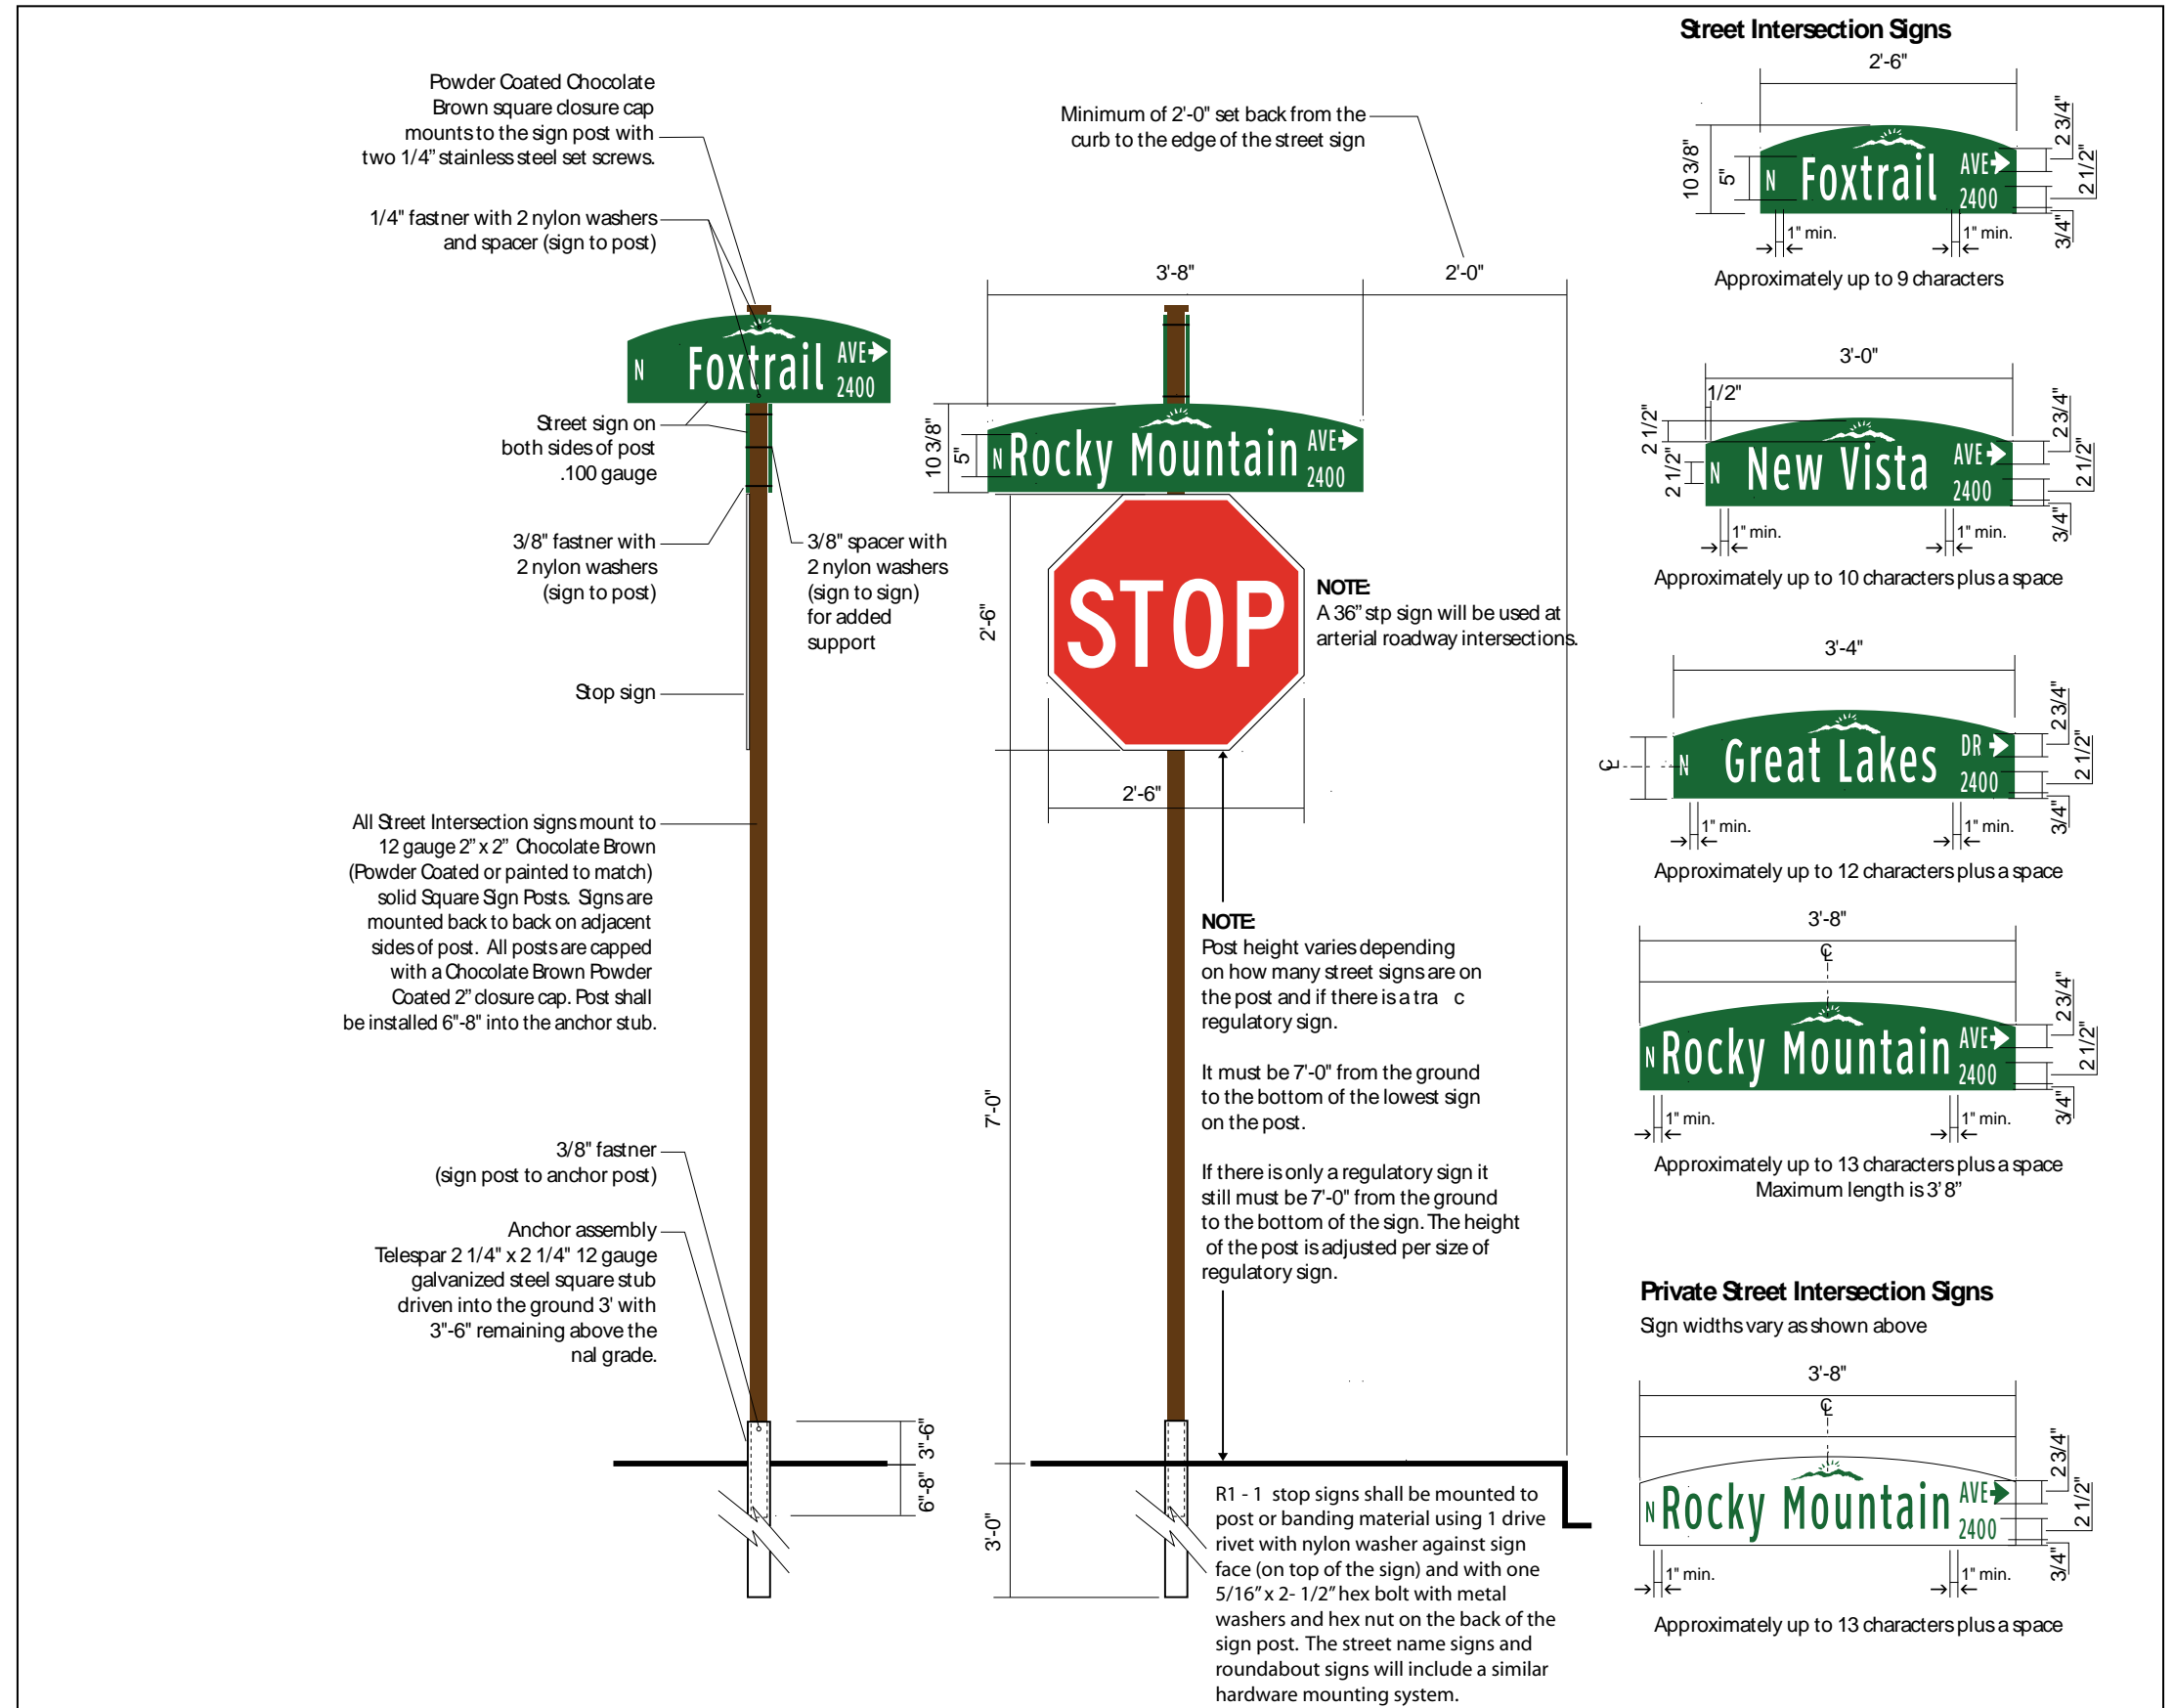 Powder Coated Chocolate
Brown square closure cap
mounts to the sign post with
two 1/4" stainless steel set screws.
1/4" fastner with 2 nylon washers
and spacer (sign to post)
N Foxtrail AVE
2400
Street sign on
both sides of post
.100 gauge
3/8" fastner with
2 nylon washers
(sign to post)
3/8" spacer with
2 nylon washers
(sign to sign)
for added
support
Stop sign
All Street Intersection signs mount to
12 gauge 2" x 2" Chocolate Brown
(Powder Coated or painted to match)
solid Square Sign Posts. Signs are
mounted back to back on adjacent
sides of post. All posts are capped
with a Chocolate Brown Powder
Coated 2" closure cap. Post shall
be installed 6"-8" into the anchor stub.
3/8" fastner
(sign post to anchor post)
Anchor assembly
Telespar 2 1/4" x 2 1/4" 12 gauge
galvanized steel square stub
driven into the ground 3' with
3"-6" remaining above the
nal grade.
3"-6"
6"-8"
Minimum of 2'-0" set back from the
curb to the edge of the street sign
3'-8"
2'-0"
10 3/8"
5"
N Rocky Mountain AVE
2400
STOP
2'-6"
2'-6"
NOTE:
A 36" stp sign will be used at
arterial roadway intersections.
NOTE:
Post height varies depending
on how many street signs are on
the post and if there is a tra c
regulatory sign.
It must be 7'-0" from the ground
to the bottom of the lowest sign
on the post.
If there is only a regulatory sign it
still must be 7'-0" from the ground
to the bottom of the sign. The height
of the post is adjusted per size of
regulatory sign.
7'-0"
3'-0"
R1 - 1 stop signs shall be mounted to
post or banding material using 1 drive
rivet with nylon washer against sign
face (on top of the sign) and with one
5/16" x 2- 1/2" hex bolt with metal
washers and hex nut on the back of the
sign post. The street name signs and
roundabout signs will include a similar
hardware mounting system.
Street Intersection Signs
2'-6"
10 3/8"
5"
N Foxtrail AVE
2400
2 3/4"
2 1/2"
3/4"
1" min.
1" min.
Approximately up to 9 characters
3'-0"
1/2"
2 1/2"
2 1/2"
N New Vista AVE
2400
2 3/4"
2 1/2"
3/4"
1" min.
1" min.
Approximately up to 10 characters plus a space
3'-4"
CL
N Great Lakes DR
2400
2 3/4"
2 1/2"
3/4"
1" min.
1" min.
Approximately up to 12 characters plus a space
3'-8"
CL
N Rocky Mountain AVE
2400
2 3/4"
2 1/2"
3/4"
1" min.
1" min.
Approximately up to 13 characters plus a space
Maximum length is 3' 8"
Private Street Intersection Signs
Sign widths vary as shown above
3'-8"
CL
N Rocky Mountain AVE
2400
2 3/4"
2 1/2"
3/4"
1" min.
1" min.
Approximately up to 13 characters plus a space